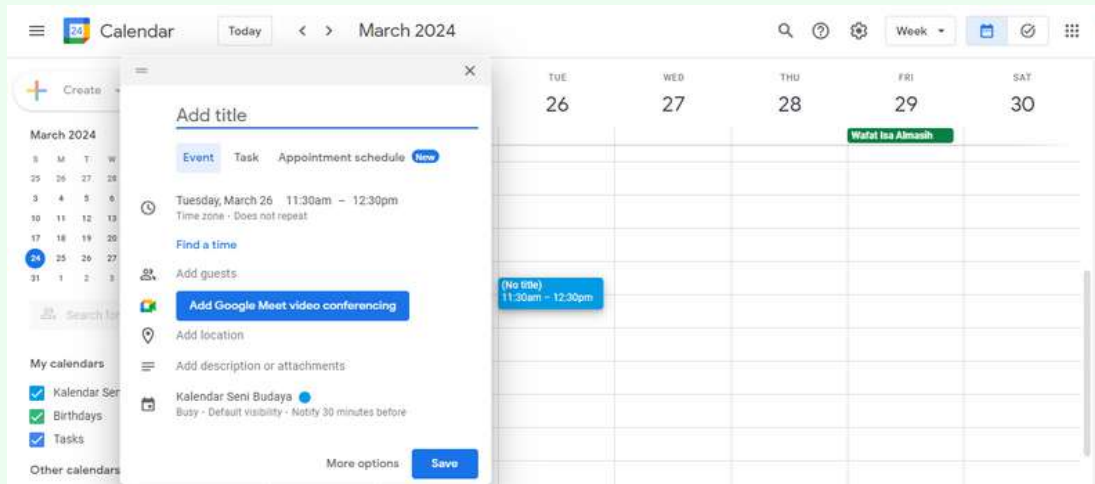 24 Calendar Today March 2024 Week
Create
Add title
Event Task Appointment schedule New
Tuesday, March 26 11:30am – 12:30pm
Time zone - Does not repeat
Find a time
Add guests
Add Google Meet video conferencing
Add location
Add description or attachments
Kalendar Seni Budaya
Busy - Default visibility - Notify 30 minutes before
More options Save
March 2024
S M T W
25 26 27 28
3 4 5 6
10 11 12 13
17 18 19 20
24 25 26 27
31 1 2 3
Search for
My calendars
Kalendar Ser
Birthdays
Tasks
Other calendars
TUE WED THU FRI SAT
26 27 28 29 30
Wafat Isa Almasih
(No title)
11:30am – 12:30pm